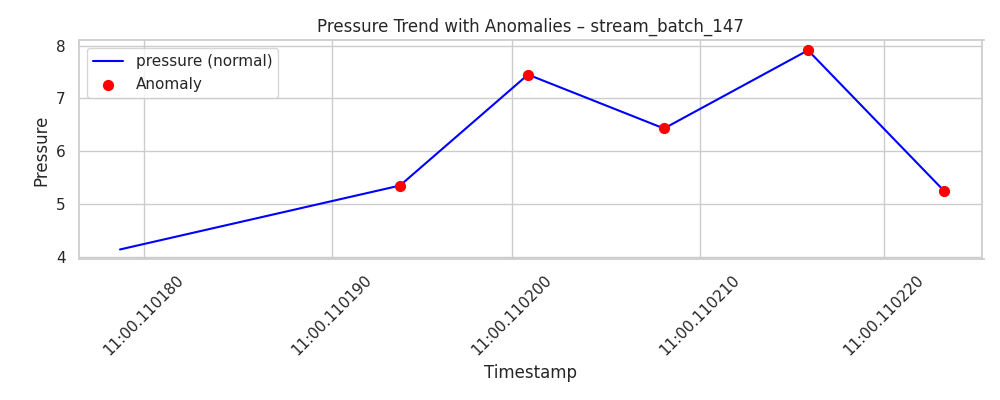 Pressure Trend with Anomalies – stream_batch_147
pressure (normal)
Anomaly
Pressure
8
7
6
5
4
11:00.110180
11:00.110190
11:00.110200
11:00.110210
11:00.110220
Timestamp